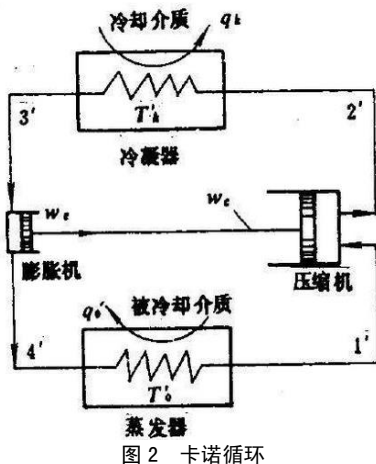 冷却介质 qk
T'k
3' 2'
冷凝器
we wc
膨胀机 压缩机
q0' 被冷却介质
4' 1'
T'0
蒸发器
图 2 卡诺循环